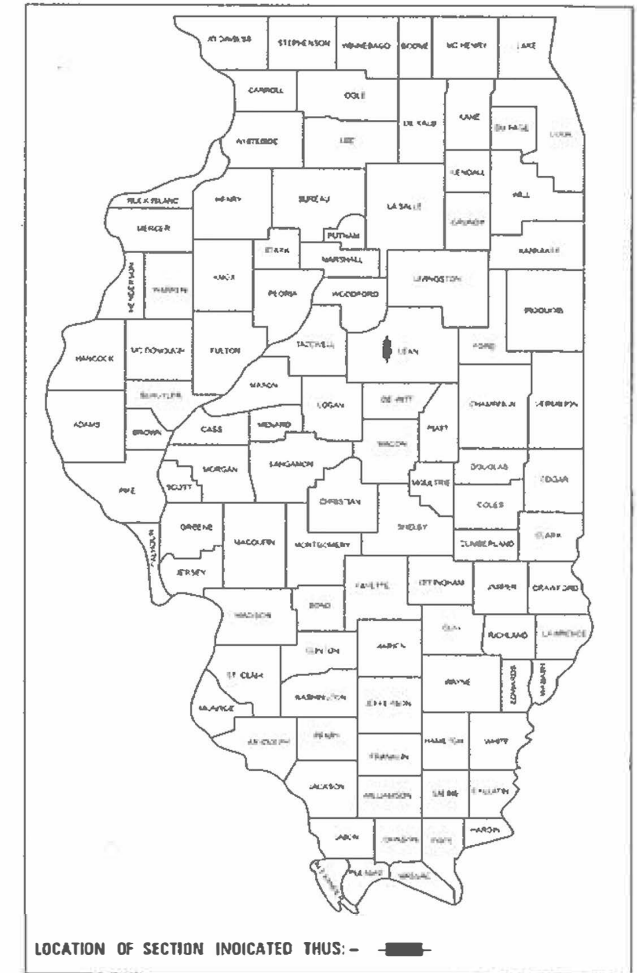 JO DAVIESS STEPHENSON WINNEBAGO BOONE MC HENRY LAKE
CARROLL OGLE
DE KALB KANE DU PAGE COOK
WHITESIDE LEE
KENDALL
ROCK ISLAND HENRY BUREAU LA SALLE WILL
GRUNDY
MERCER PUTNAM
STARK MARSHALL KANKAKEE
HENDERSON WARREN KNOX PEORIA WOODFORD LIVINGSTON
IROQUOIS
HANCOCK MC DONOUGH FULTON TAZEWELL FORD
MASON
SCHUYLER LOGAN DE WITT CHAMPAIGN VERMILION
ADAMS BROWN CASS MENARD PIATT
MACON
MORGAN SANGAMON DOUGLAS EDGAR
PIKE SCOTT MOULTRIE
CHRISTIAN COLES
GREENE MACOUPIN MONTGOMERY SHELBY CLARK
CALHOUN CUMBERLAND
JERSEY FAYETTE EFFINGHAM JASPER CRAWFORD
MADISON BOND
CLAY RICHLAND LAWRENCE
CLINTON MARION
ST. CLAIR WAYNE EDWARDS WABASH
MONROE WASHINGTON JEFFERSON
RANDOLPH PERRY HAMILTON WHITE
FRANKLIN
JACKSON WILLIAMSON SALINE GALLATIN
UNION JOHNSON POPE HARDIN
ALEXANDER PULASKI MASSAC
LOCATION OF SECTION INDICATED THUS: -